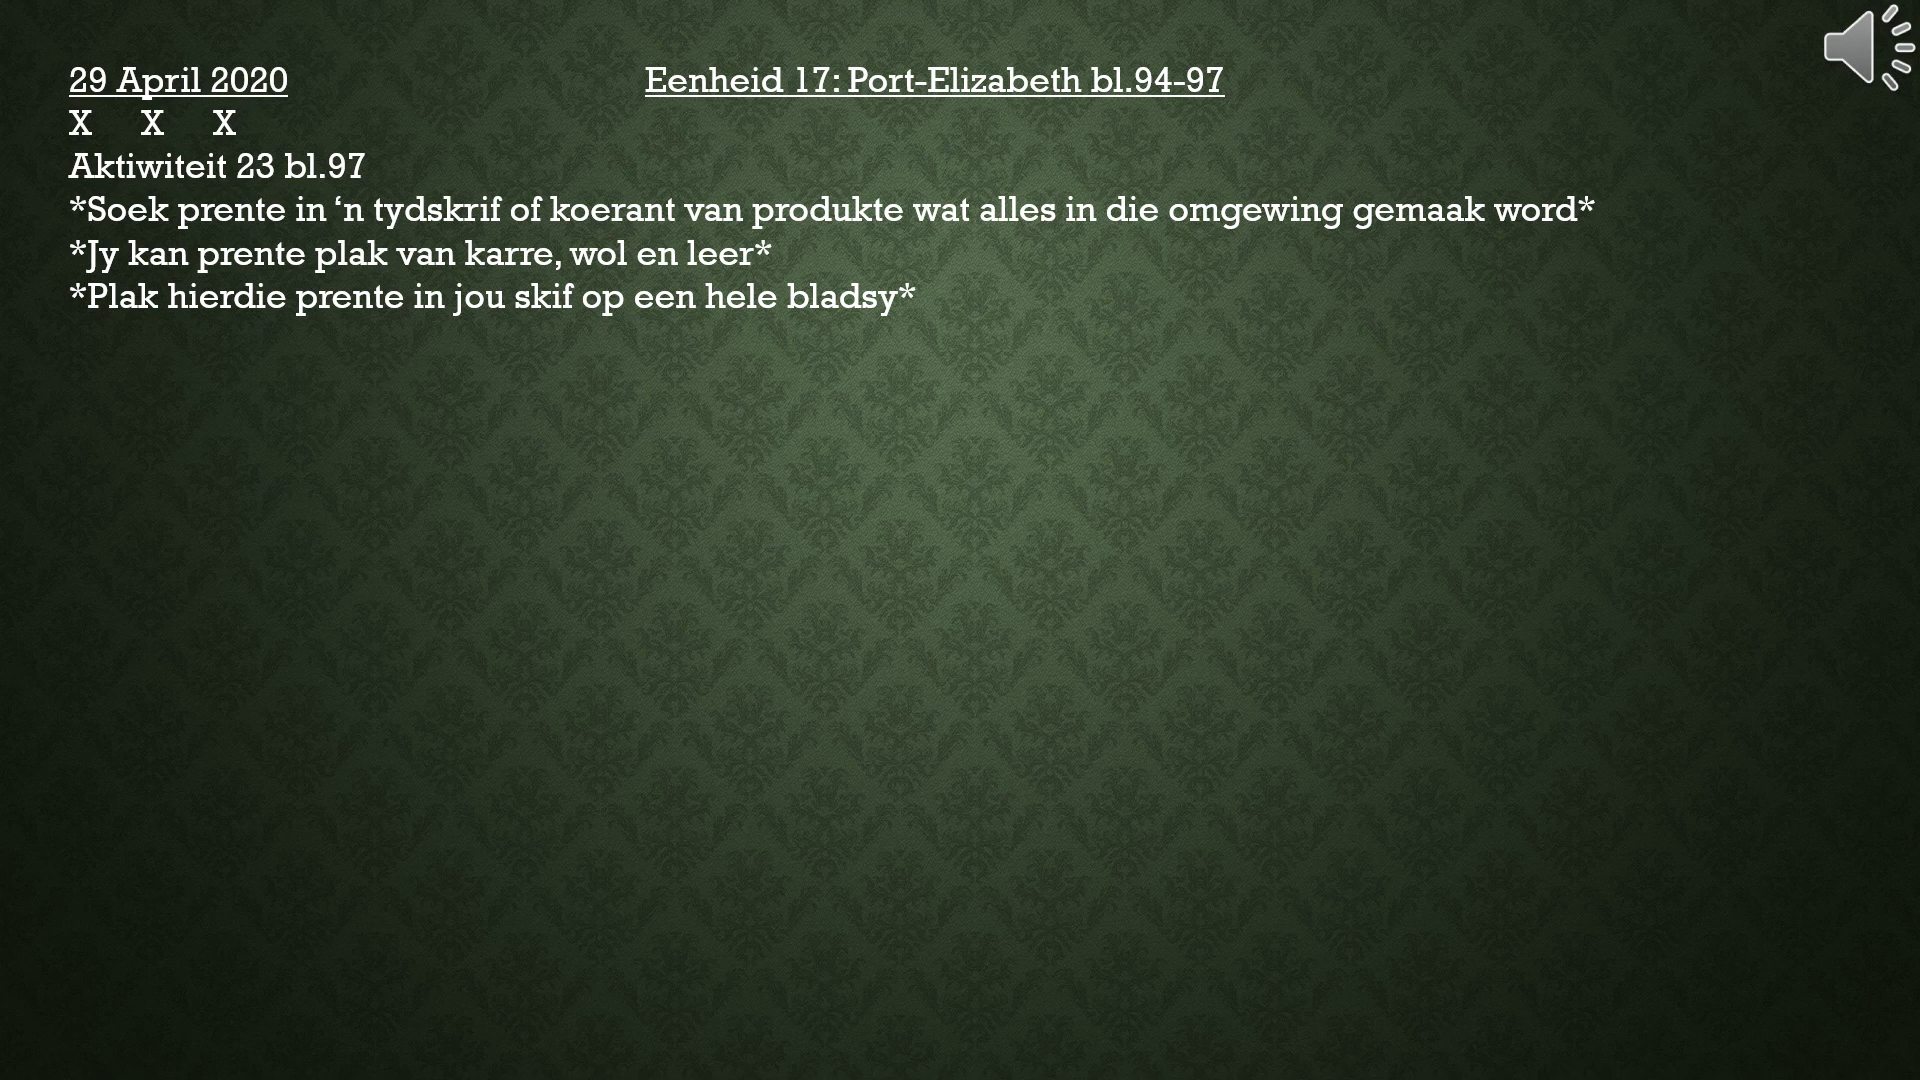 29 April 2020 Eenheid 17: Port-Elizabeth bl.94-97
X X X
Aktiwiteit 23 bl.97
*Soek prente in ‘n tydskrif of koerant van produkte wat alles in die omgewing gemaak word*
*Jy kan prente plak van karre, wol en leer*
*Plak hierdie prente in jou skif op een hele bladsy*